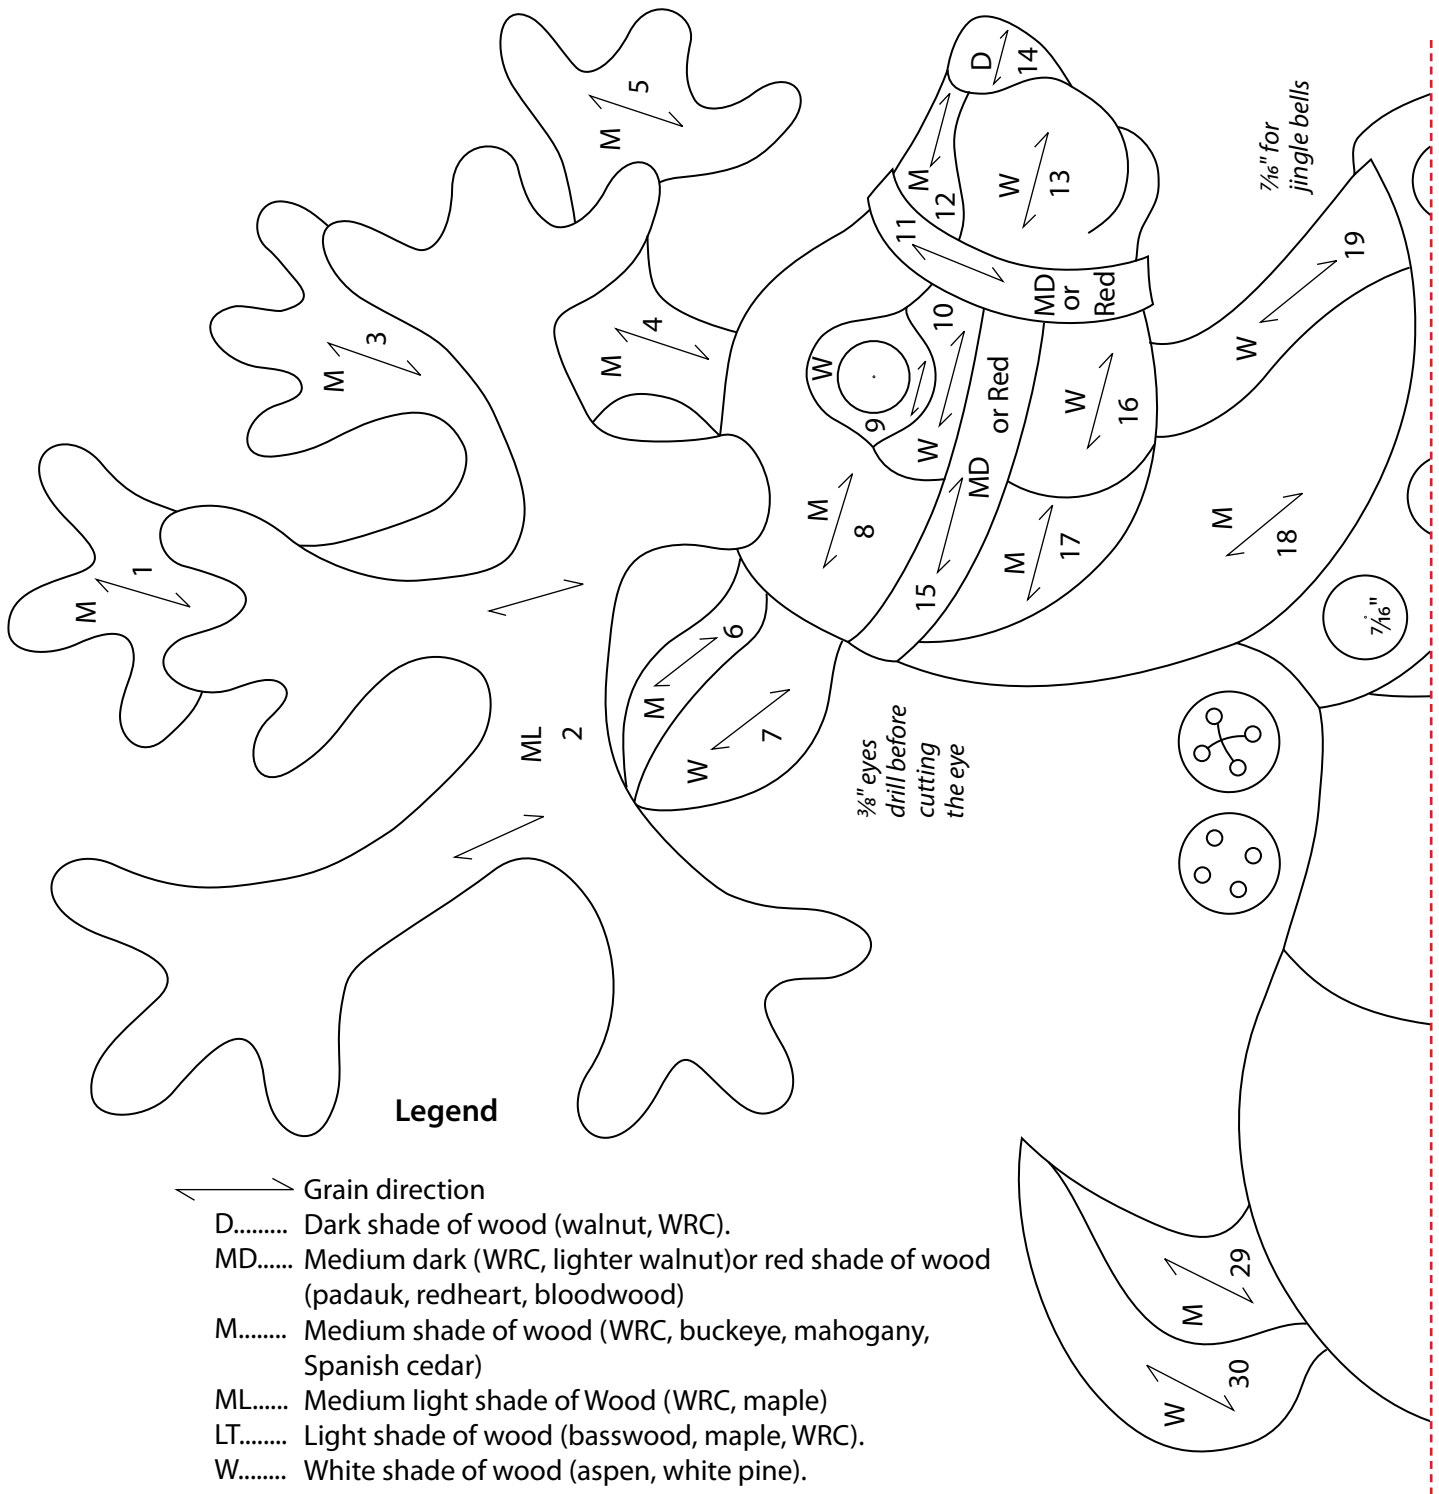 5
M
D
14
7/16" for
jingle bells
M
12
W
13
11
MD
or
Red
19
W
3
M
4
M
10
W
9
W
MD or Red
15
W
16
M
8
M
17
M
18
1
M
7/16"
M
6
W
7
ML
2
3/8" eyes
drill before
cutting
the eye
M
29
W
30
Legend
Grain direction
D......... Dark shade of wood (walnut, WRC).
MD...... Medium dark (WRC, lighter walnut)or red shade of wood
(padauk, redheart, bloodwood)
M........ Medium shade of wood (WRC, buckeye, mahogany,
Spanish cedar)
ML...... Medium light shade of Wood (WRC, maple)
LT........ Light shade of wood (basswood, maple, WRC).
W........ White shade of wood (aspen, white pine).